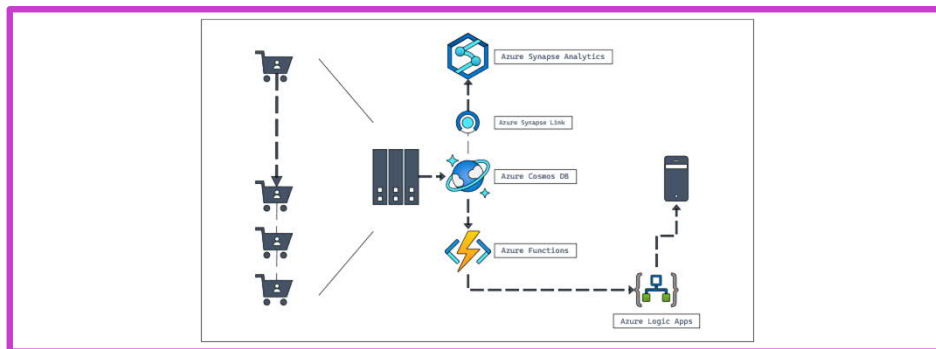 Azure Synapse Analytics
Azure Synapse Link
Azure Cosmos DB
Azure Functions
Azure Logic Apps